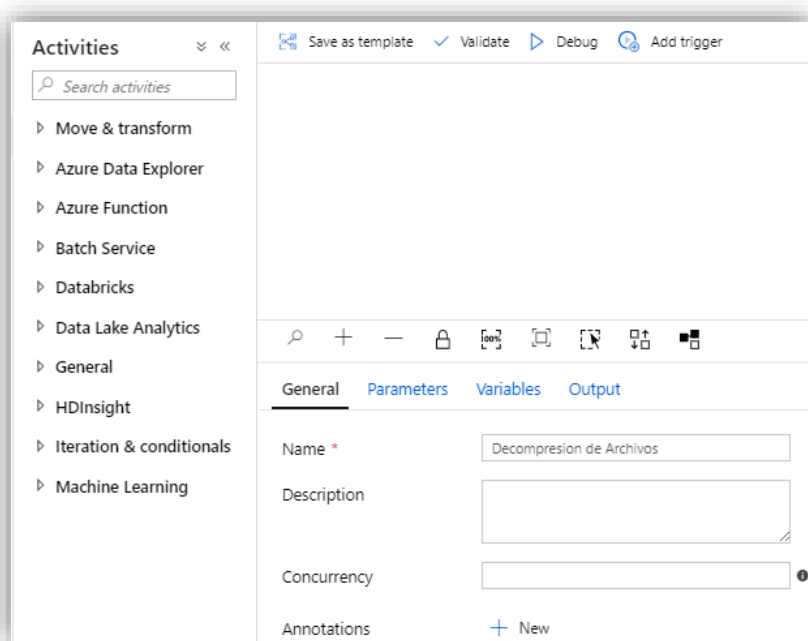 Activities
Search activities
Move & transform
Azure Data Explorer
Azure Function
Batch Service
Databricks
Data Lake Analytics
General
HDInsight
Iteration & conditionals
Machine Learning
Save as template Validate Debug Add trigger
100%
General Parameters Variables Output
Name *
Decompresion de Archivos
Description
Concurrency
Annotations
New